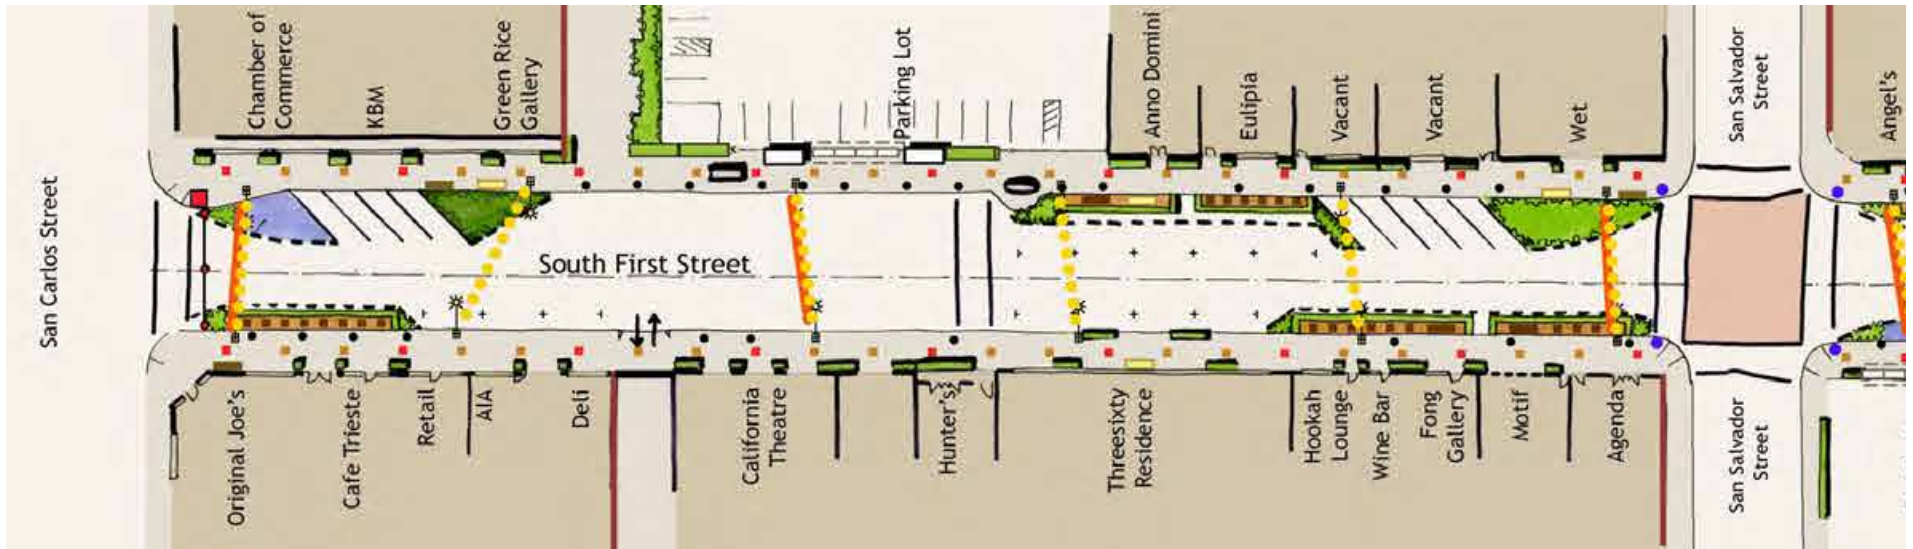 San Carlos Street
Chamber of
Commerce
KBM
Green Rice
Gallery
Parking Lot
Anno Domini
Eulipia
Vacant
Vacant
Wet
San Salvador
Street
Angel's
South First Street
Original Joe's
Cafe Trieste
Retail
AIA
Deli
California
Theatre
Hunter's
Threesixty
Residence
Hookah
Lounge
Wine Bar
Fong
Gallery
Motif
Agenda
San Salvador
Street